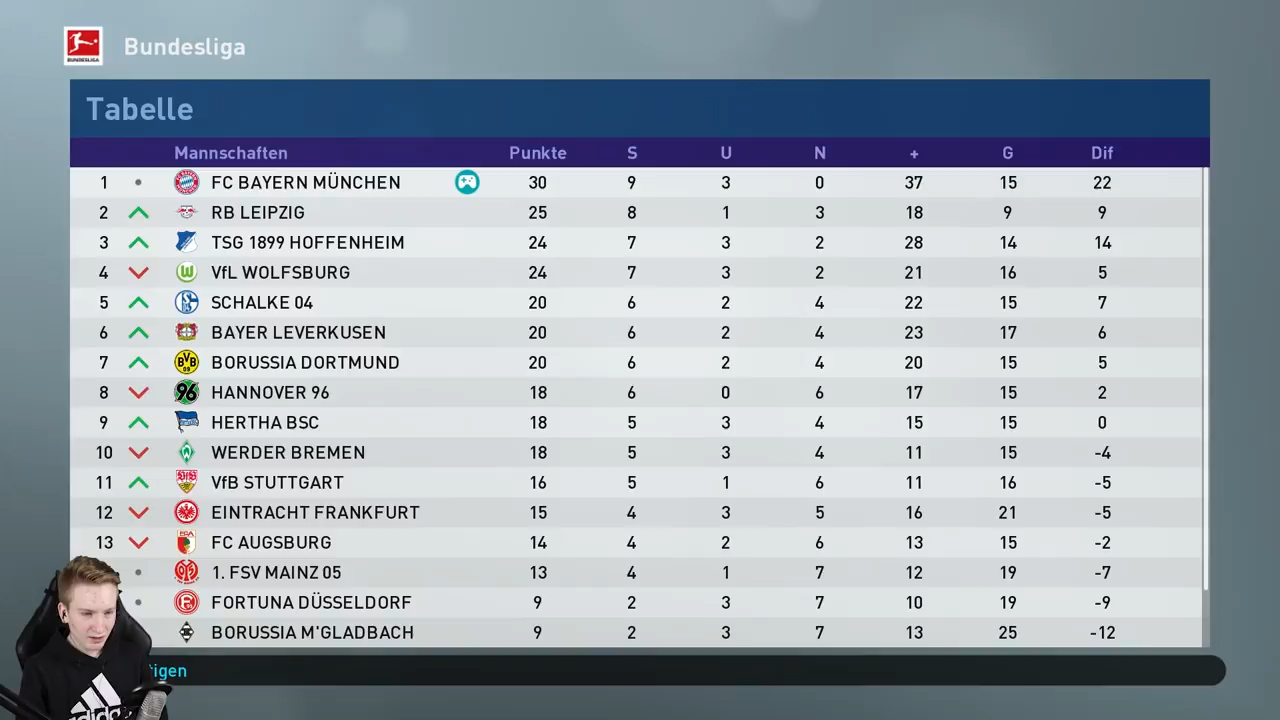 Bundesliga
Tabelle
Mannschaften Punkte S U N + G Dif
1 FC BAYERN MÜNCHEN 30 9 3 0 37 15 22
2 RB LEIPZIG 25 8 1 3 18 9 9
3 TSG 1899 HOFFENHEIM 24 7 3 2 28 14 14
4 VfL WOLFSBURG 24 7 3 2 21 16 5
5 SCHALKE 04 20 6 2 4 22 15 7
6 BAYER LEVERKUSEN 20 6 2 4 23 17 6
7 BORUSSIA DORTMUND 20 6 2 4 20 15 5
8 HANNOVER 96 18 6 0 6 17 15 2
9 HERTHA BSC 18 5 3 4 15 15 0
10 WERDER BREMEN 18 5 3 4 11 15 -4
11 VfB STUTTGART 16 5 1 6 11 16 -5
12 EINTRACHT FRANKFURT 15 4 3 5 16 21 -5
13 FC AUGSBURG 14 4 2 6 13 15 -2
1. FSV MAINZ 05 13 4 1 7 12 19 -7
FORTUNA DÜSSELDORF 9 2 3 7 10 19 -9
BORUSSIA M'GLADBACH 9 2 3 7 13 25 -12
tigen
adidas